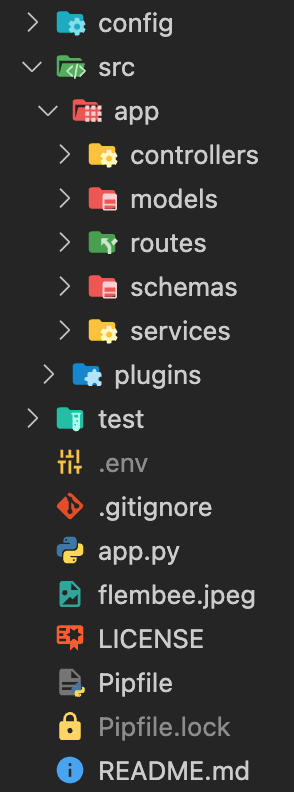 config
src
app
controllers
models
routes
schemas
services
plugins
test
.env
.gitignore
app.py
flembee.jpeg
LICENSE
Pipfile
Pipfile.lock
README.md